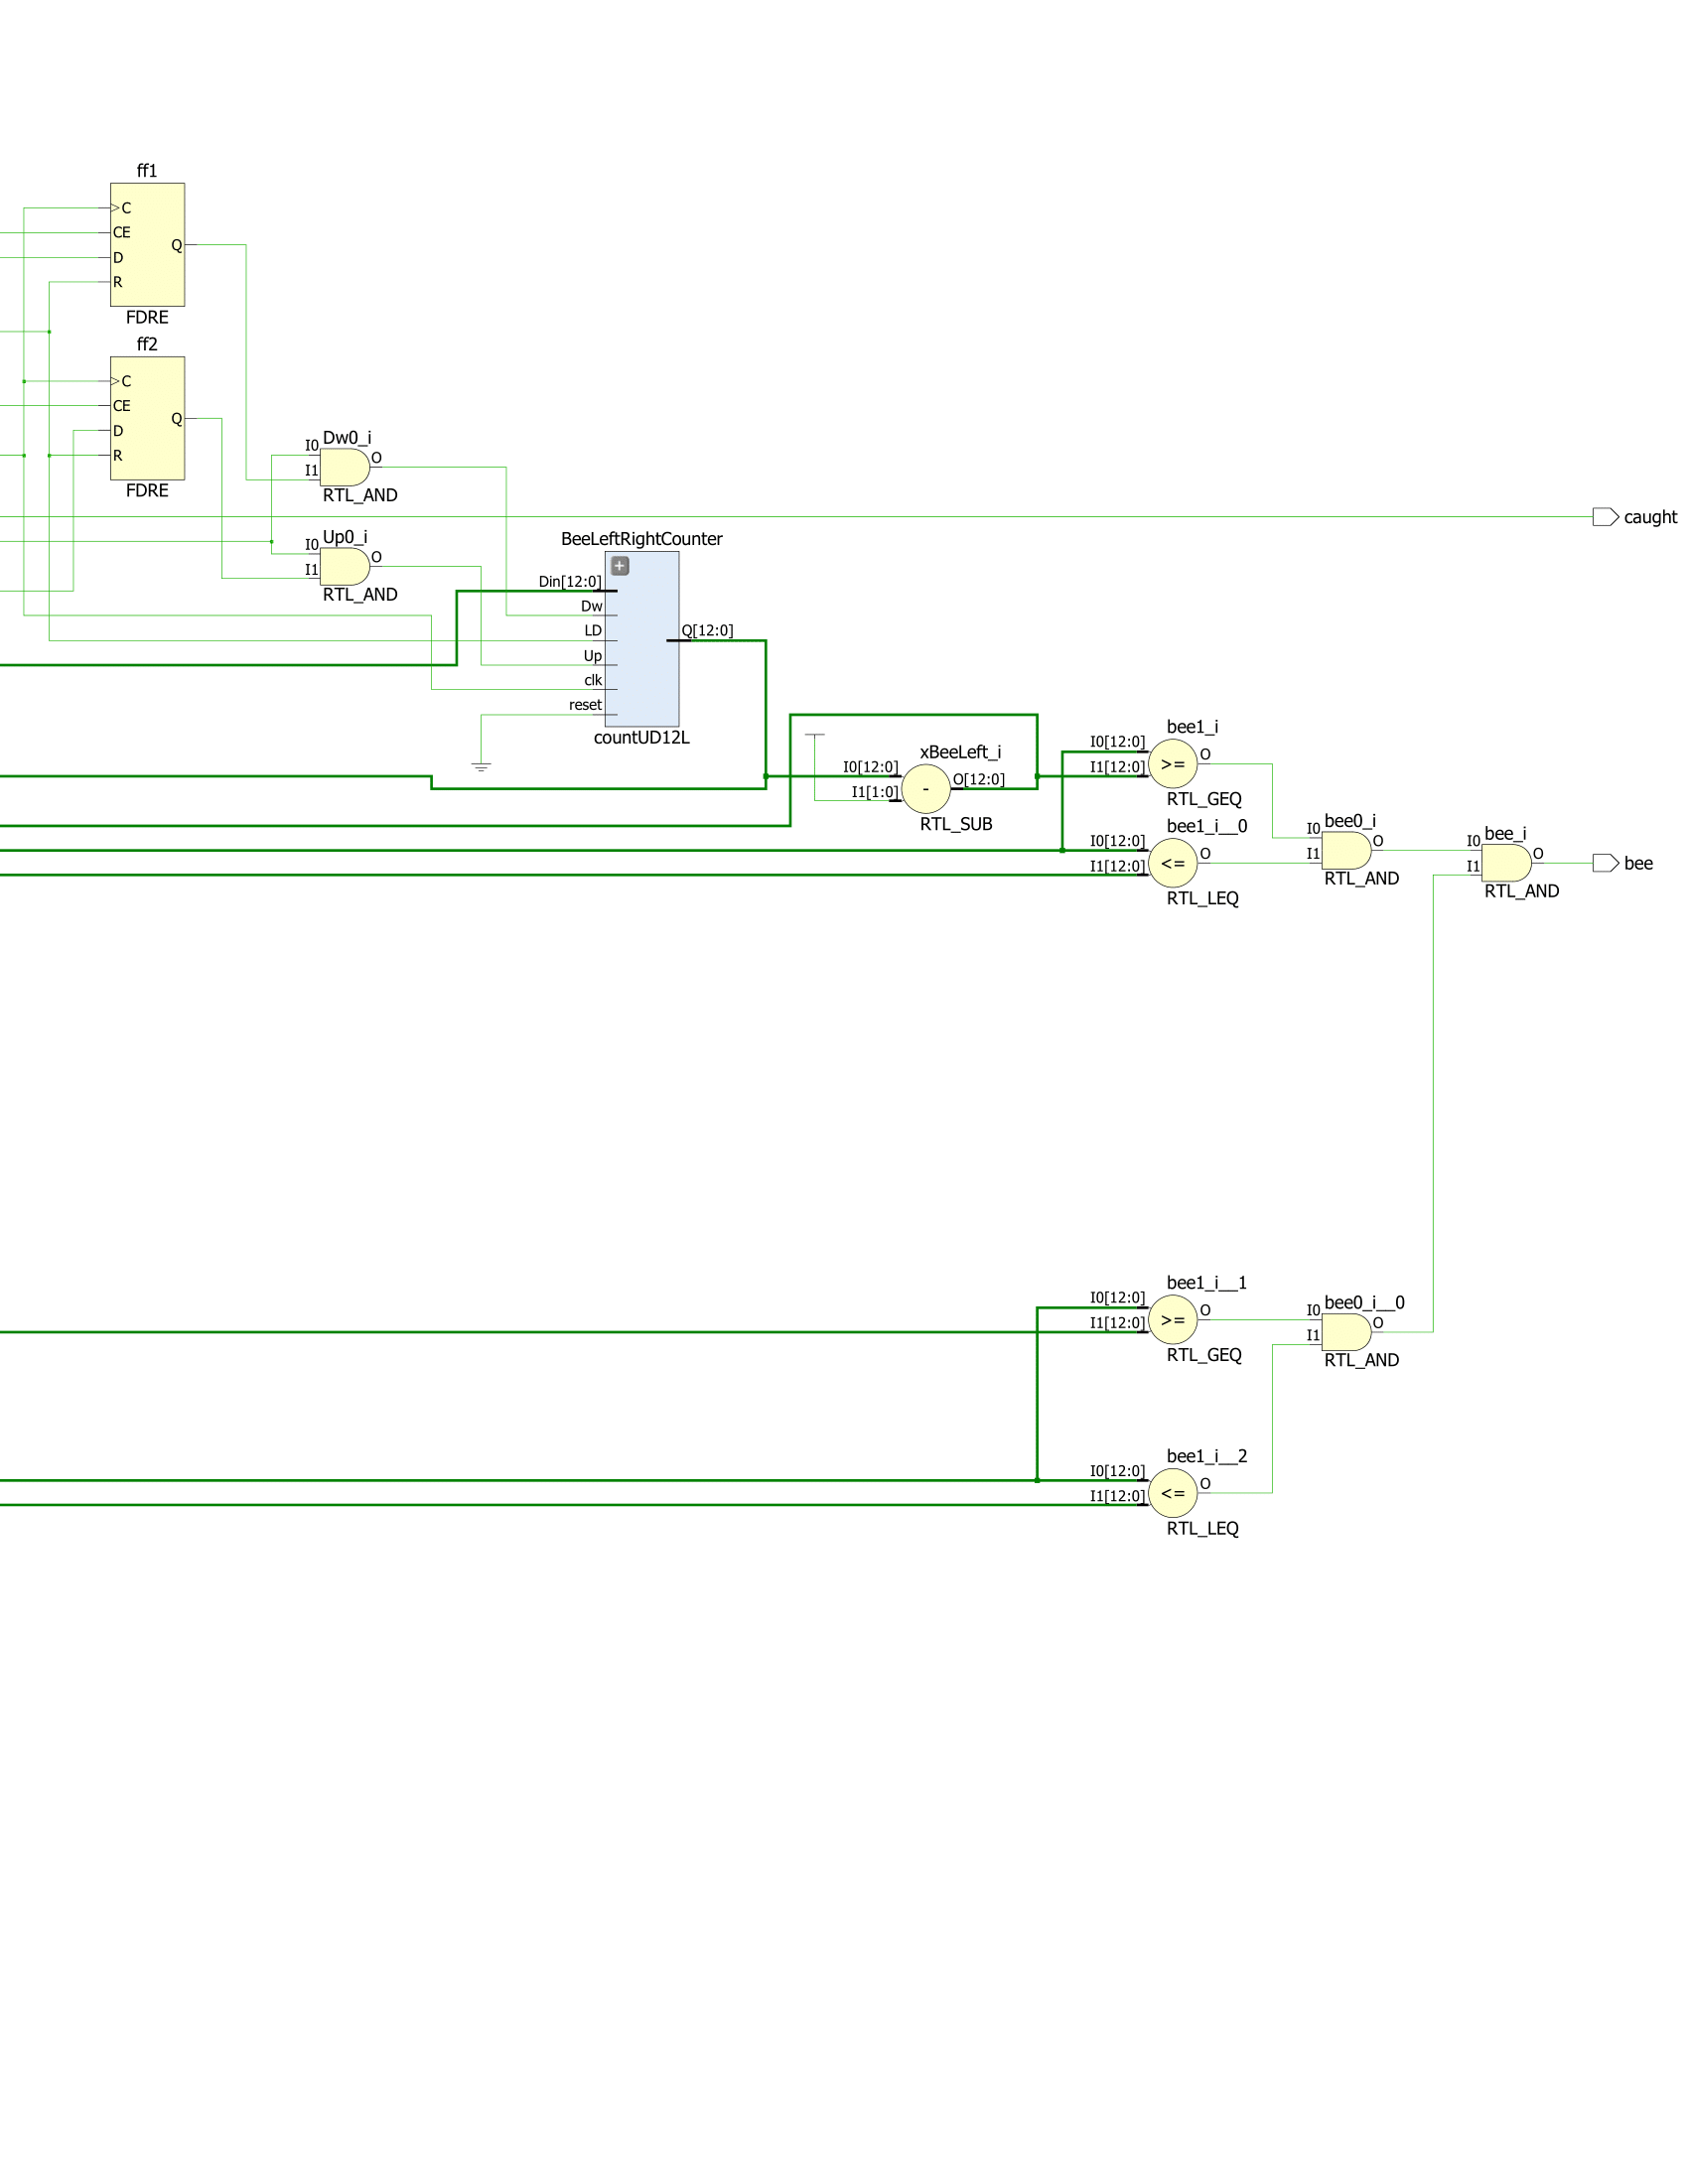 ff1
C
CE
D
R
Q
FDRE
ff2
C
CE
D
R
Q
FDRE
Dw0_i
I0
I1
O
RTL_AND
caught
Up0_i
I0
I1
O
RTL_AND
BeeLeftRightCounter
+
Din[12:0]
Dw
LD
Up
clk
reset
Q[12:0]
countUD12L
xBeeLeft_i
I0[12:0]
I1[1:0]
-
O[12:0]
RTL_SUB
bee1_i
I0[12:0]
I1[12:0]
>=
O
RTL_GEQ
bee1_i__0
I0[12:0]
I1[12:0]
<=
O
RTL_LEQ
bee0_i
I0
I1
O
RTL_AND
bee_i
I0
I1
O
RTL_AND
bee
bee1_i__1
I0[12:0]
I1[12:0]
>=
O
RTL_GEQ
bee0_i__0
I0
I1
O
RTL_AND
bee1_i__2
I0[12:0]
I1[12:0]
<=
O
RTL_LEQ